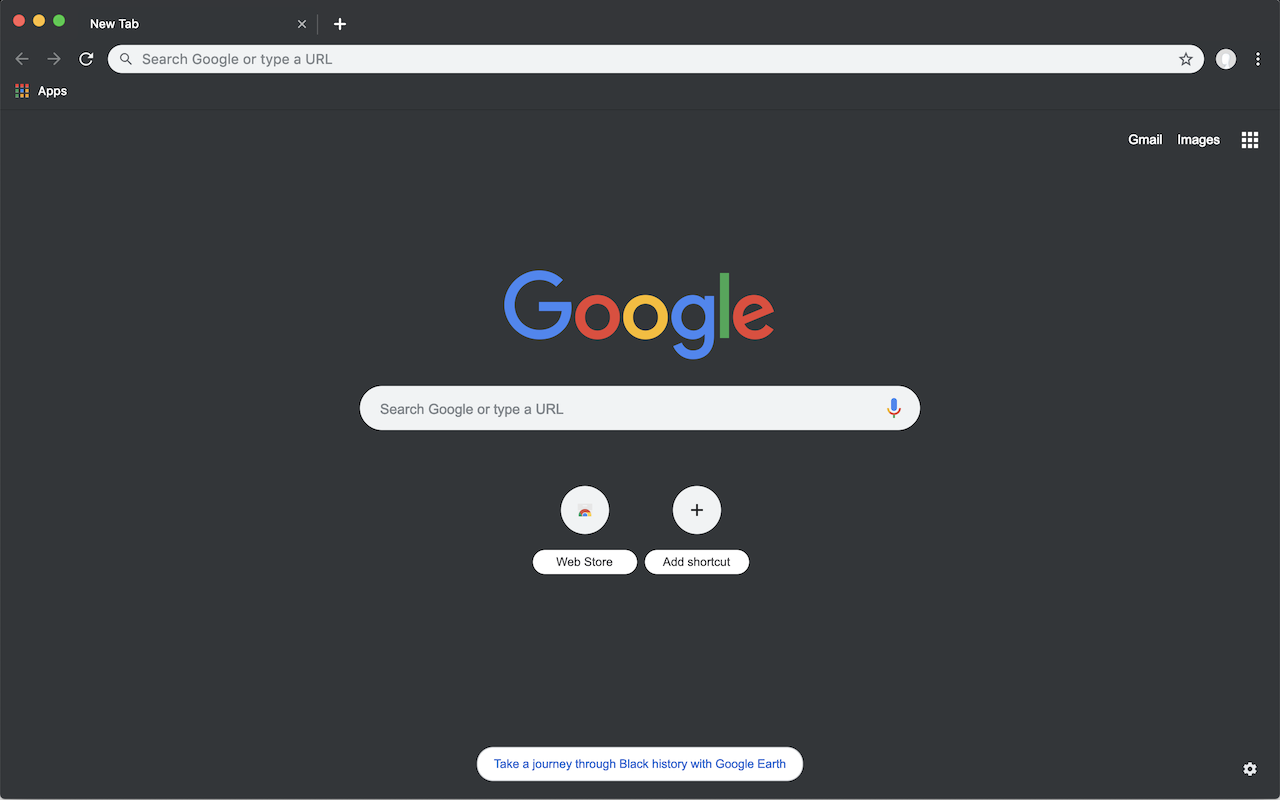 New Tab
Search Google or type a URL
Apps
Gmail Images
Google
Search Google or type a URL
Web Store Add shortcut
Take a journey through Black history with Google Earth